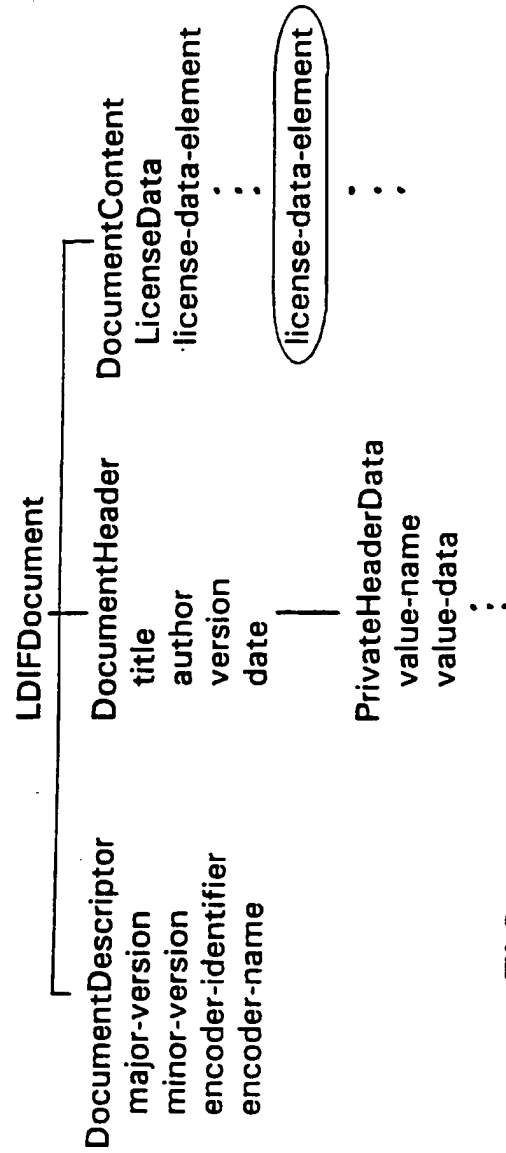 LDIFDocument
DocumentDescriptor
major-version
minor-version
encoder-identifier
encoder-name
DocumentHeader
title
author
version
date
PrivateHeaderData
value-name
value-data
DocumentContent
LicenseData
license-data-element
license-data-element